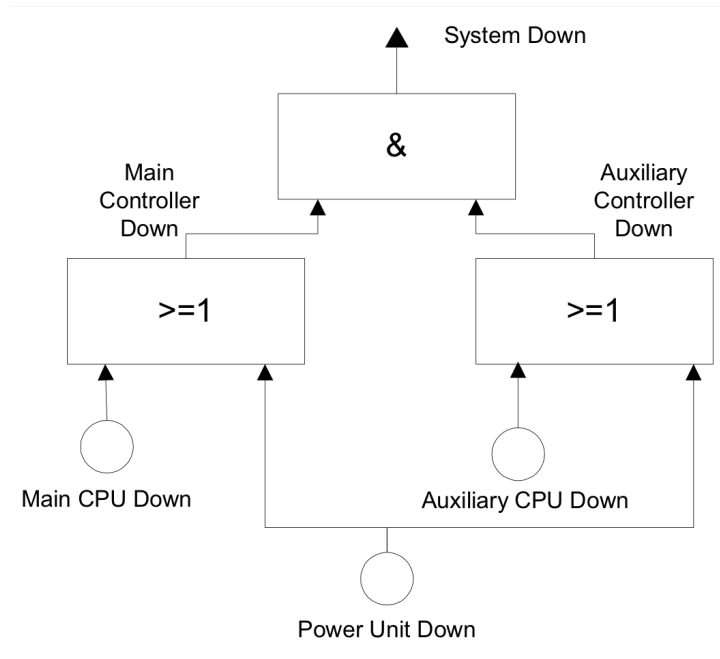 System Down
&
Main
Controller
Down
Auxiliary
Controller
Down
>=1
>=1
Main CPU Down
Auxiliary CPU Down
Power Unit Down